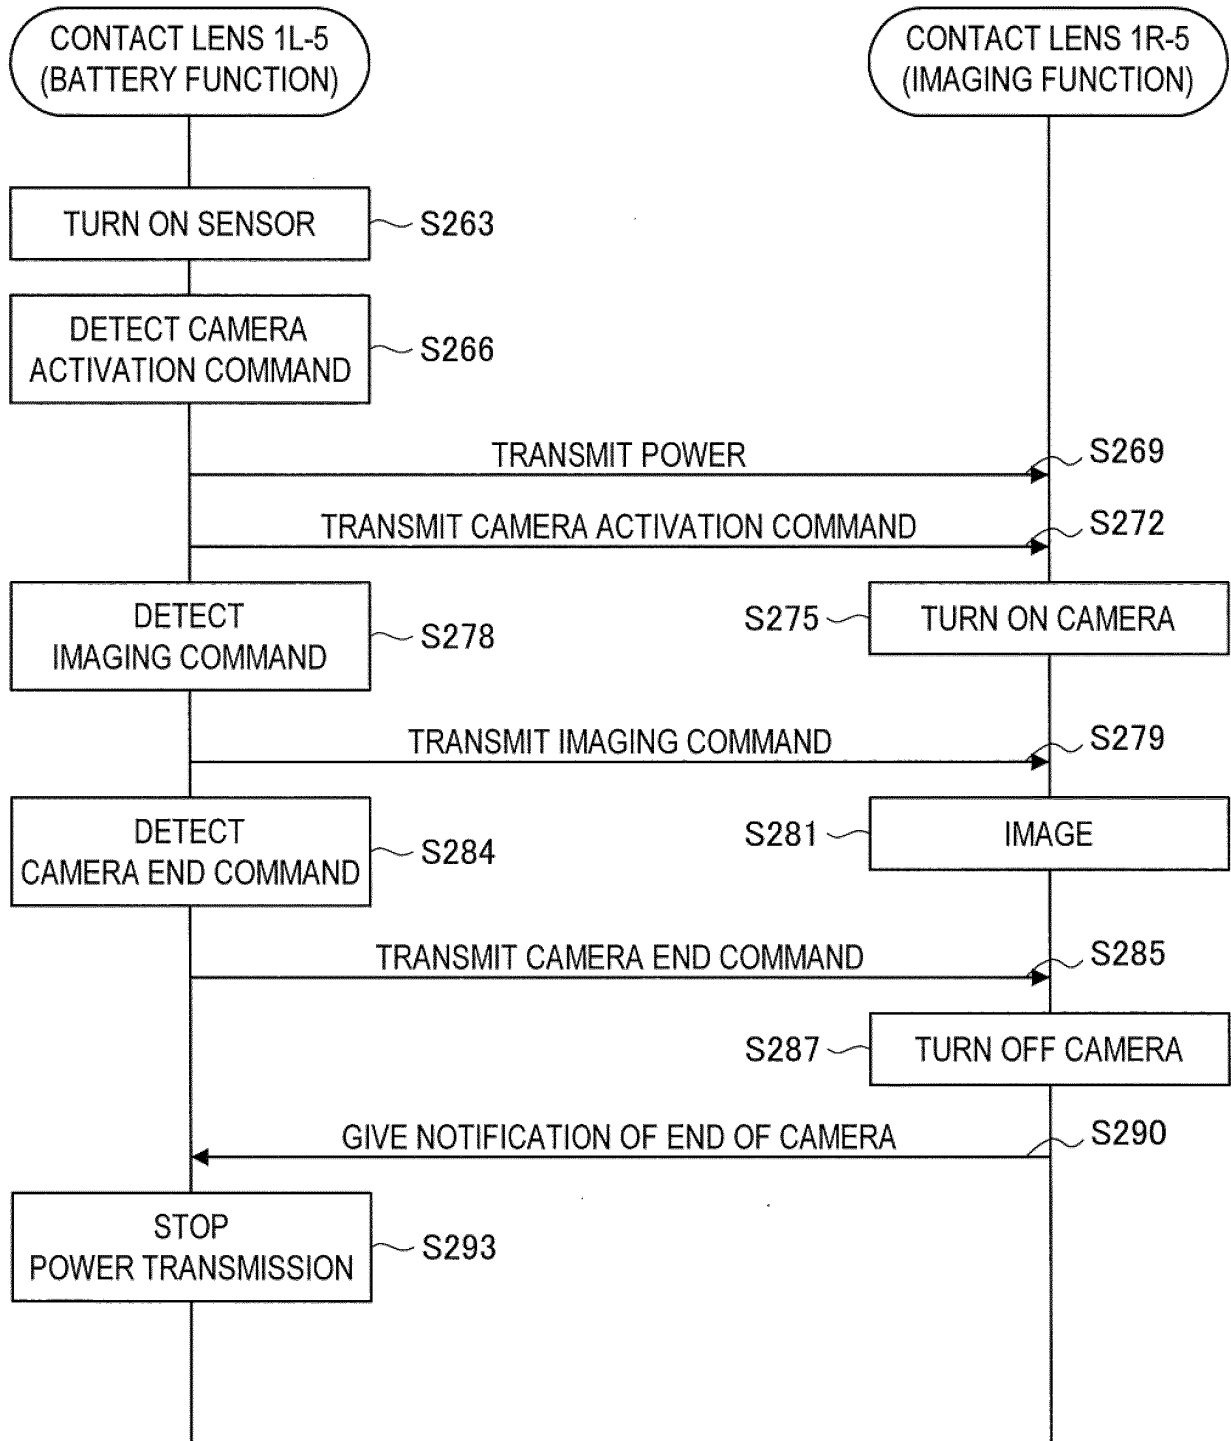 CONTACT LENS 1L-5
(BATTERY FUNCTION)
CONTACT LENS 1R-5
(IMAGING FUNCTION)
TURN ON SENSOR
S263
DETECT CAMERA
ACTIVATION COMMAND
S266
TRANSMIT POWER
S269
TRANSMIT CAMERA ACTIVATION COMMAND
S272
DETECT
IMAGING COMMAND
S278
S275
TURN ON CAMERA
TRANSMIT IMAGING COMMAND
S279
DETECT
CAMERA END COMMAND
S284
S281
IMAGE
TRANSMIT CAMERA END COMMAND
S285
S287
TURN OFF CAMERA
GIVE NOTIFICATION OF END OF CAMERA
S290
STOP
POWER TRANSMISSION
S293